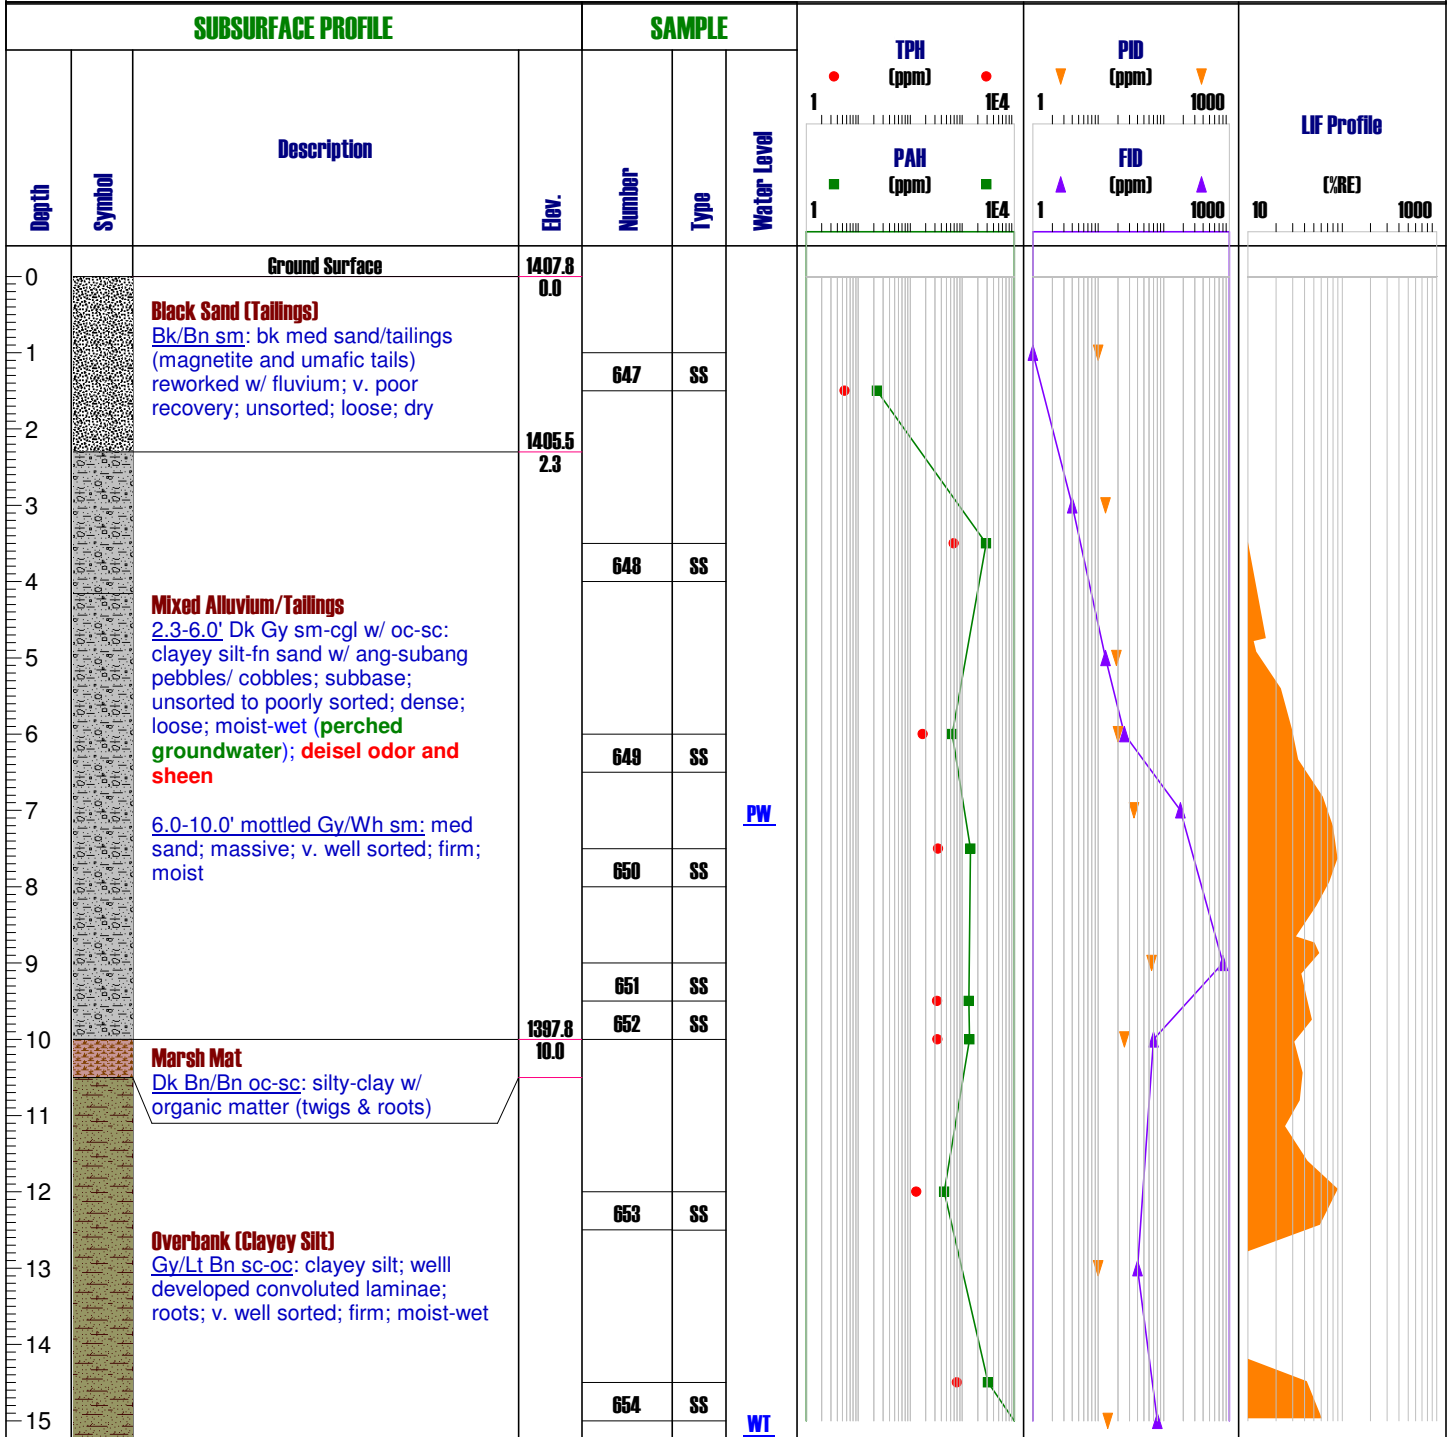 SUBSURFACE PROFILE
SAMPLE
Depth
Symbol
Description
Elev.
Number
Type
Water Level
TPH
(ppm)
1 1E4
PAH
(ppm)
1 1E4
PID
(ppm)
1 1000
FID
(ppm)
1 1000
LIF Profile
(%RE)
10 1000
0
Ground Surface
1407.8
0.0
Black Sand (Tailings)
Bk/Bn sm: bk med sand/tailings
(magnetite and umafic tails)
reworked w/ fluvium; v. poor
recovery; unsorted; loose; dry
1
647 SS
2
1405.5
2.3
3
648 SS
4
Mixed Alluvium/Tailings
2.3-6.0' Dk Gy sm-cgl w/ oc-sc:
clayey silt-fn sand w/ ang-subang
pebbles/ cobbles; subbase;
unsorted to poorly sorted; dense;
loose; moist-wet (perched
groundwater); deisel odor and
sheen
5
6
649 SS
7
PW
6.0-10.0' mottled Gy/Wh sm: med
sand; massive; v. well sorted; firm;
moist
650 SS
8
9
651 SS
652 SS
10
1397.8
10.0
Marsh Mat
Dk Bn/Bn oc-sc: silty-clay w/
organic matter (twigs & roots)
11
12
653 SS
Overbank (Clayey Silt)
Gy/Lt Bn sc-oc: clayey silt; welll
developed convoluted laminae;
roots; v. well sorted; firm; moist-wet
13
14
654 SS
15
WT